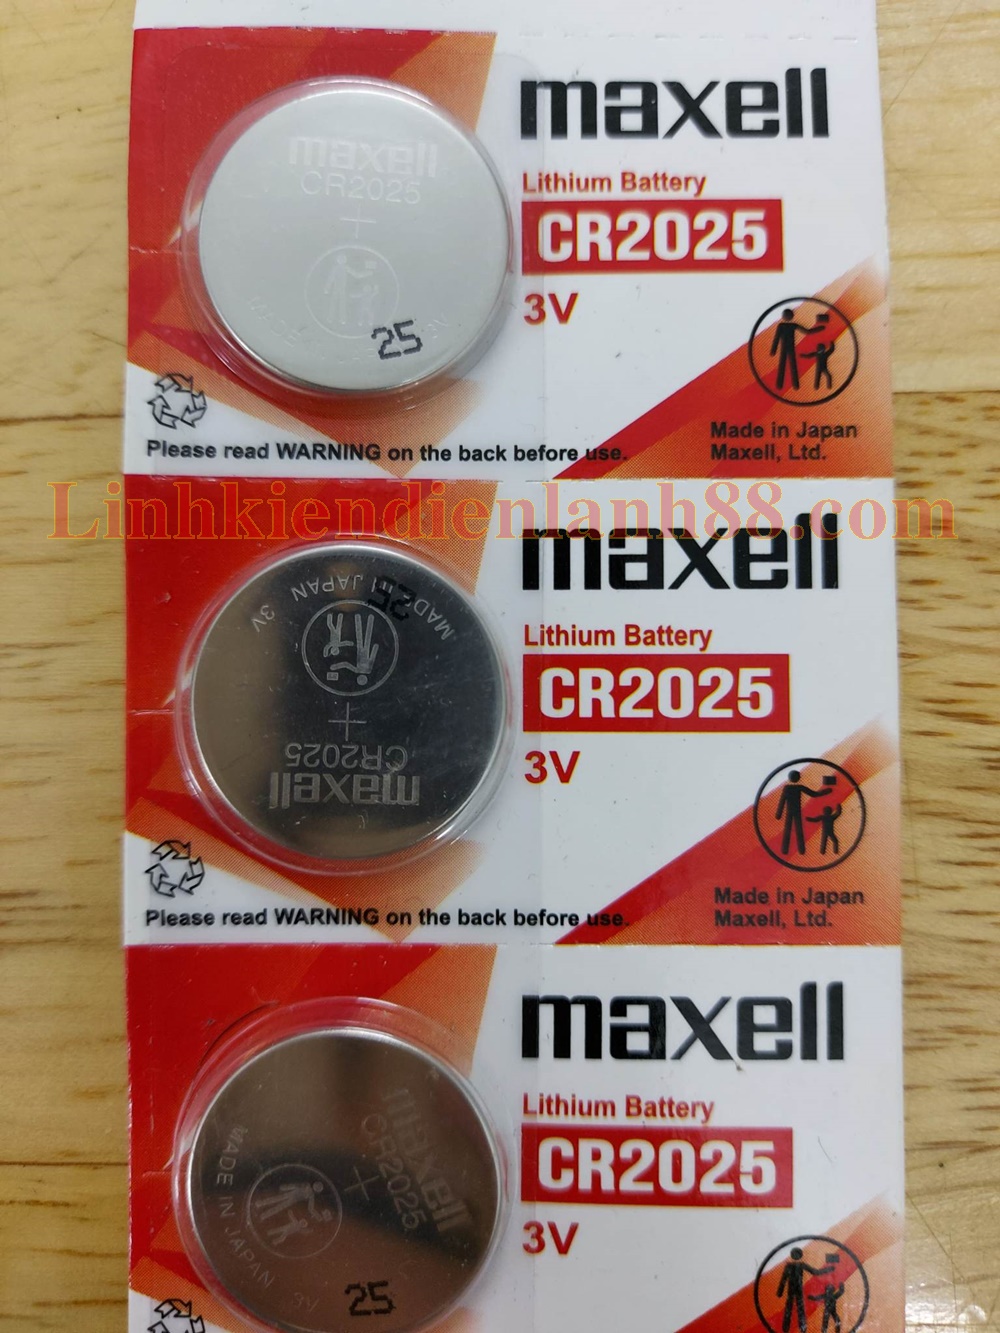 maxell
Lithium Battery
CR2025
3V
maxell
CR2025
+
25
Please read WARNING on the back before use.
Made in Japan
Maxell, Ltd.
Linhkiendienlanh88.com
maxell
Lithium Battery
CR2025
3V
MADE IN JAPAN 3V
25
+
CR2025
maxell
Please read WARNING on the back before use.
Made in Japan
Maxell, Ltd.
maxell
Lithium Battery
CR2025
3V
maxell
CR2025
+
MADE IN JAPAN 3V
25